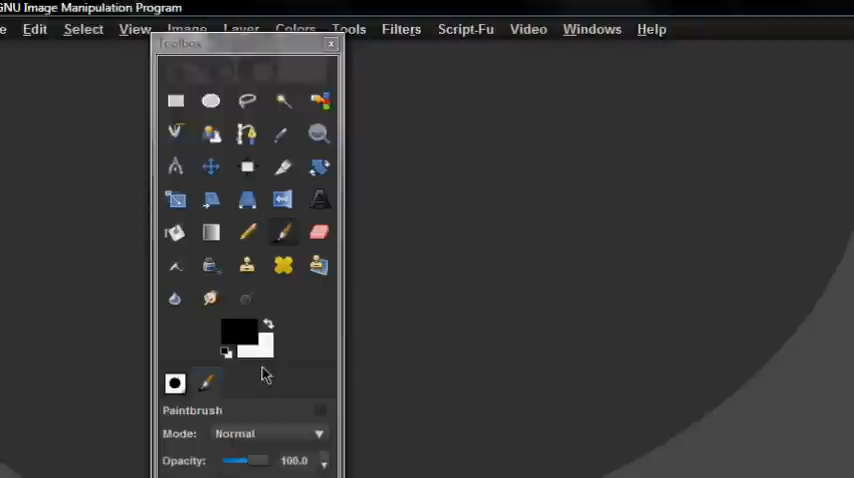 GNU Image Manipulation Program
e Edit Select View Image Layer Colors Tools Filters Script-Fu Video Windows Help
Toolbox x
Paintbrush
Mode: Normal
Opacity: 100.0